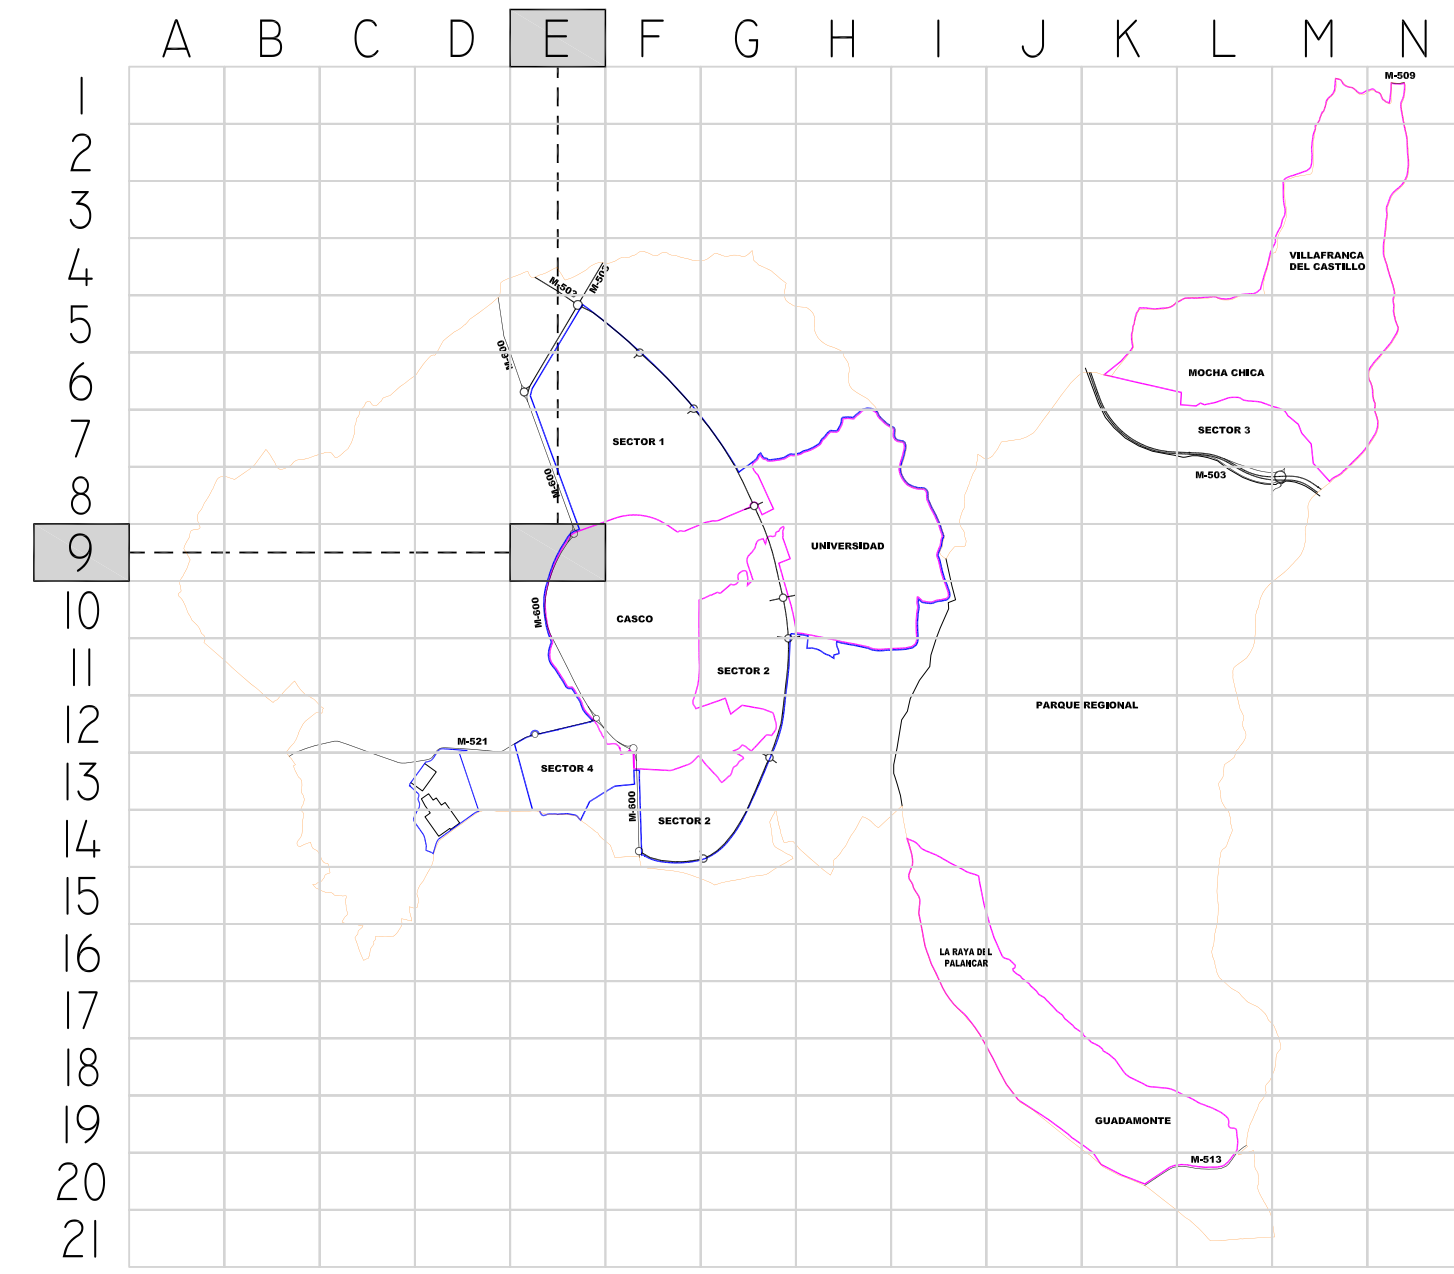 A B C D E F G H I J K L M N
M-509
1
2
3
4
VILLAFRANCA
DEL CASTILLO
M-503
M-503
5
M-600
6
MOCHA CHICA
7
SECTOR 1
SECTOR 3
8
M-600
M-503
9
UNIVERSIDAD
10
M-600
CASCO
11
SECTOR 2
12
PARQUE REGIONAL
M-521
13
SECTOR 4
M-600
14
SECTOR 2
15
16
LA RAYA DEL
PALANCAR
17
18
19
GUADAMONTE
20
M-513
21